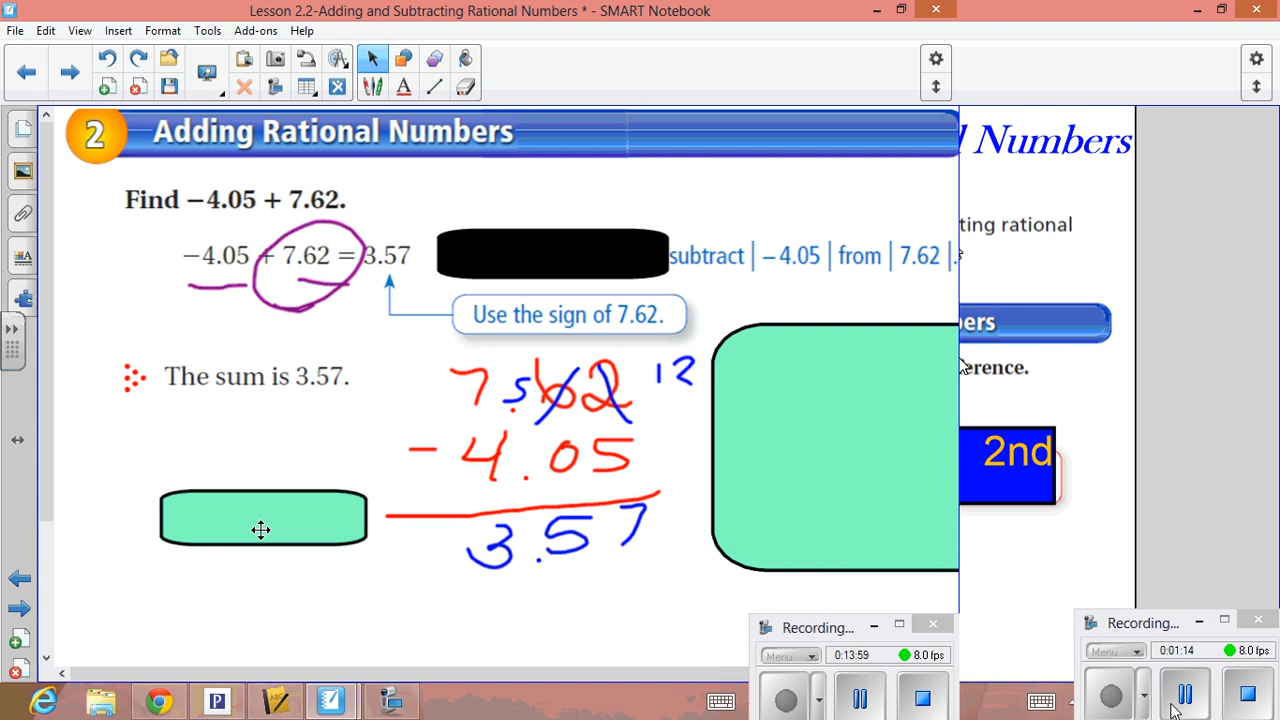 Lesson 2.2-Adding and Subtracting Rational Numbers * - SMART Notebook
File Edit View Insert Format Tools Add-ons Help
2 Adding Rational Numbers
l Numbers
Find −4.05 + 7.62.
ting rational
−4.05 + 7.62 = 3.57 subtract | −4.05 | from | 7.62 |.
Use the sign of 7.62.
bers
erence.
The sum is 3.57.
7.62 5 12
− 4.05
3.57
2nd
Recording...
Menu 0:13:59 8.0 fps
Recording...
Menu 0:01:14 8.0 fps